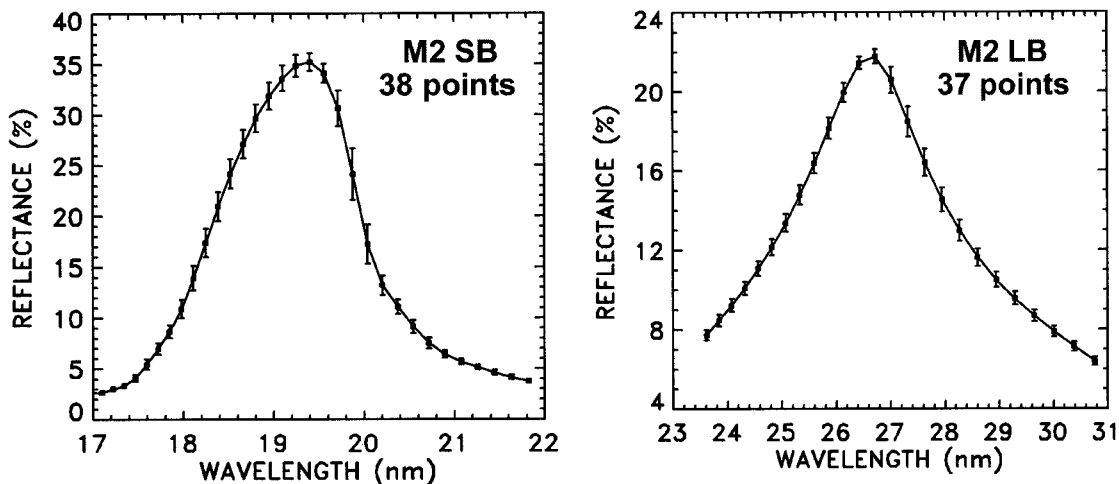 M2 SB
38 points
REFLECTANCE (%)
40
35
30
25
20
15
10
5
0
17 18 19 20 21 22
WAVELENGTH (nm)
M2 LB
37 points
REFLECTANCE (%)
24
20
16
12
8
4
23 24 25 26 27 28 29 30 31
WAVELENGTH (nm)